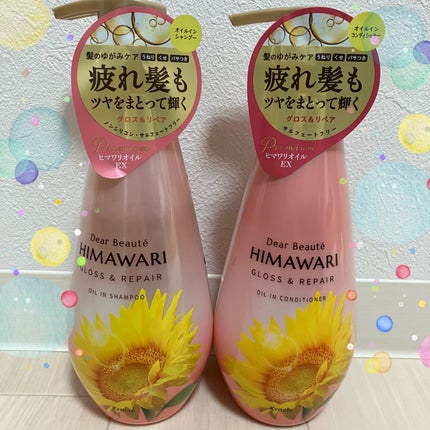 オイルイン
シャンプー
髪のゆがみケア うねり くせ パサつき
疲れ髪も
ツヤをまとって輝く
グロス&リペア
ノンシリコン・サルフェートフリー
Premium
ヒマワリオイル
EX
Dear Beauté
HIMAWARI
GLOSS & REPAIR
OIL IN SHAMPOO
Kracie
オイルイン
コンディショナー
髪のゆがみケア うねり くせ パサつき
疲れ髪も
ツヤをまとって輝く
グロス&リペア
サルフェートフリー
Premium
ヒマワリオイル
EX
Dear Beauté
HIMAWARI
GLOSS & REPAIR
OIL IN CONDITIONER
Kracie